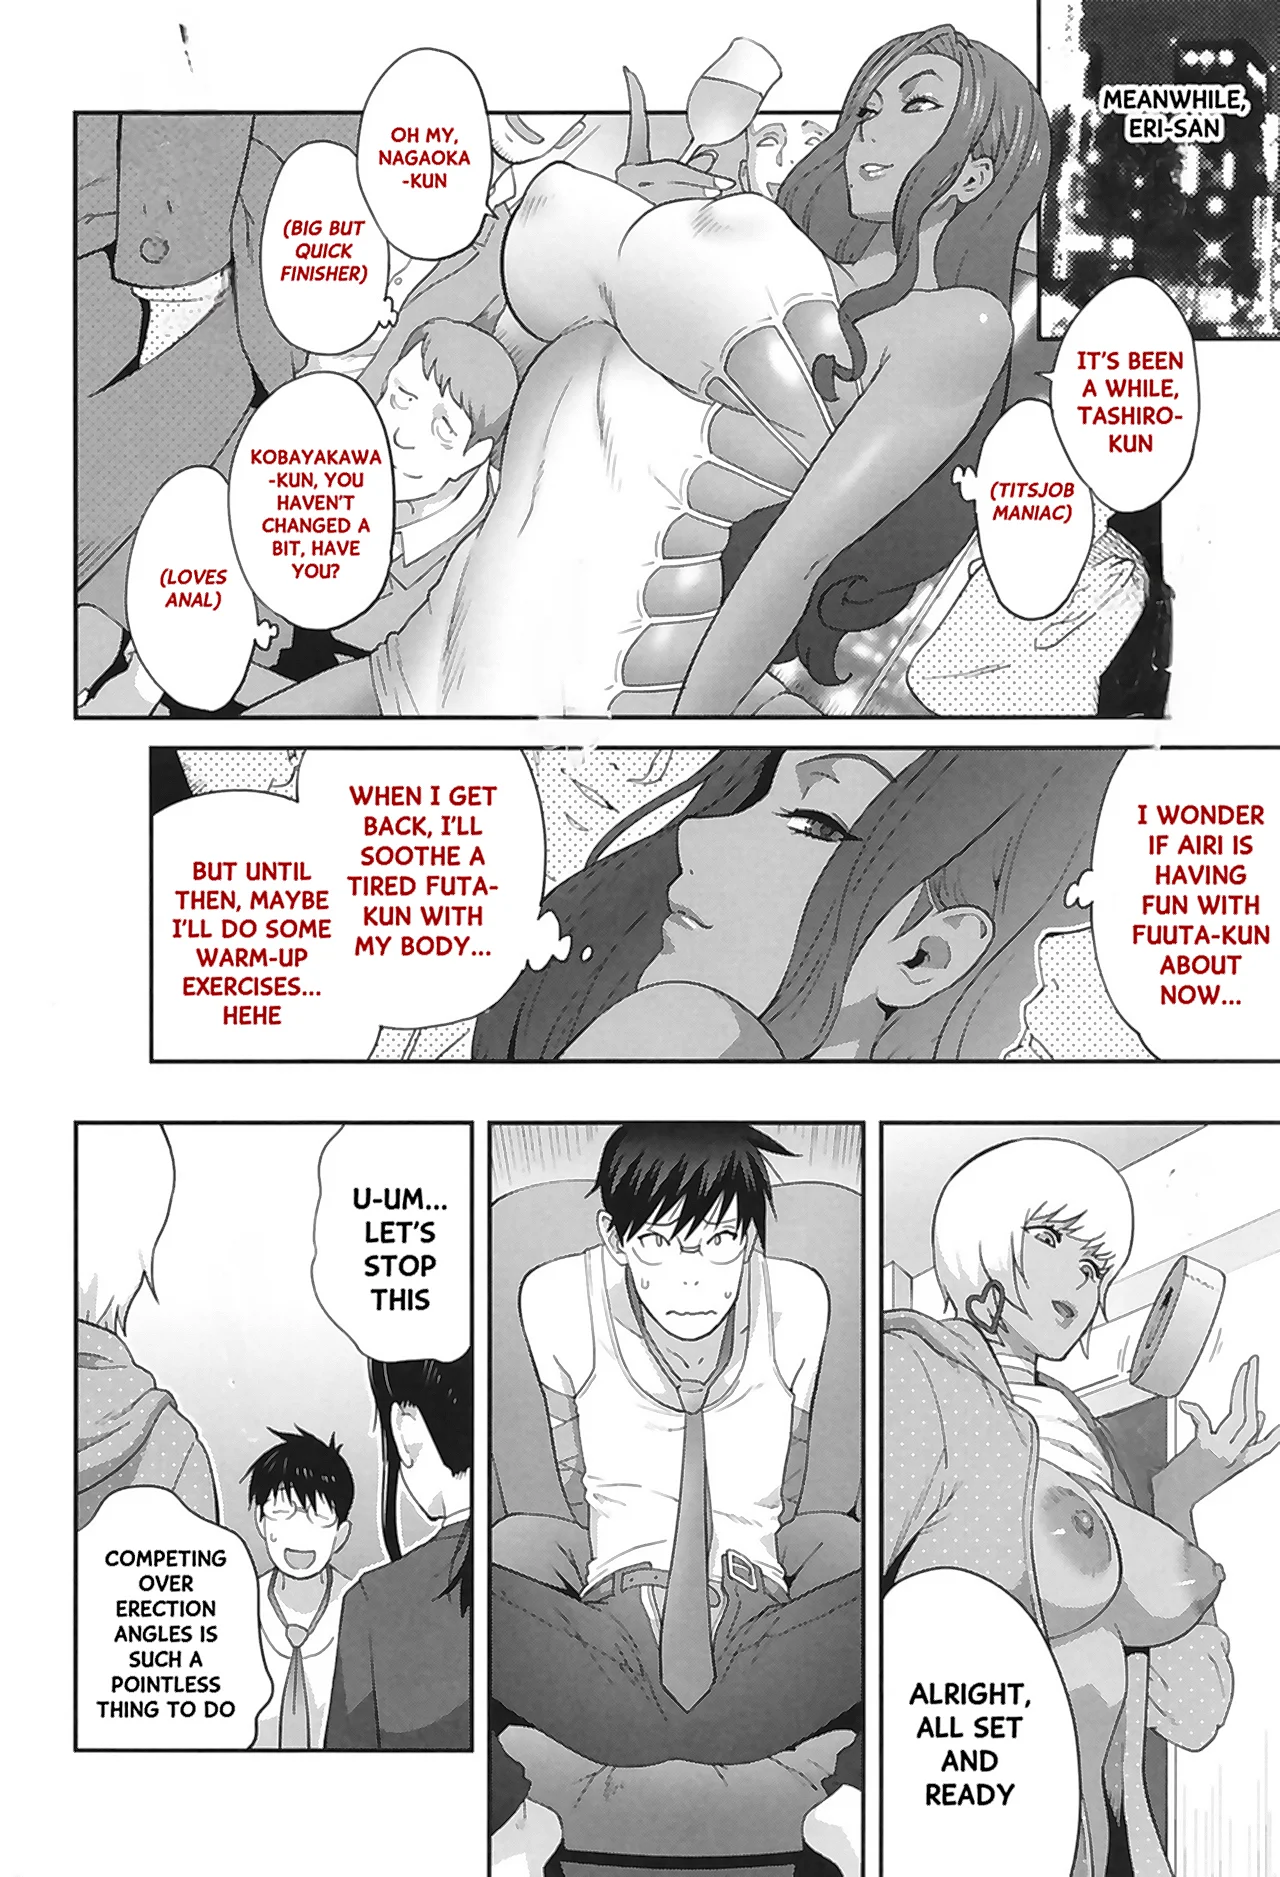 MEANWHILE,
ERI-SAN
IT'S BEEN
A WHILE,
TASHIRO-
KUN
(TITSJOB
MANIAC)
OH MY,
NAGAOKA
-KUN
(BIG BUT
QUICK
FINISHER)
KOBAYAKAWA
-KUN, YOU
HAVEN'T
CHANGED A
BIT, HAVE
YOU?
(LOVES
ANAL)
I WONDER
IF AIRI IS
HAVING
FUN WITH
FUUTA-KUN
ABOUT
NOW...
WHEN I GET
BACK, I'LL
SOOTHE A
TIRED FUTA-
KUN WITH
MY BODY...
BUT UNTIL
THEN, MAYBE
I'LL DO SOME
WARM-UP
EXERCISES...
HEHE
ALRIGHT,
ALL SET
AND
READY
U-UM...
LET'S
STOP
THIS
COMPETING
OVER
ERECTION
ANGLES IS
SUCH A
POINTLESS
THING TO DO